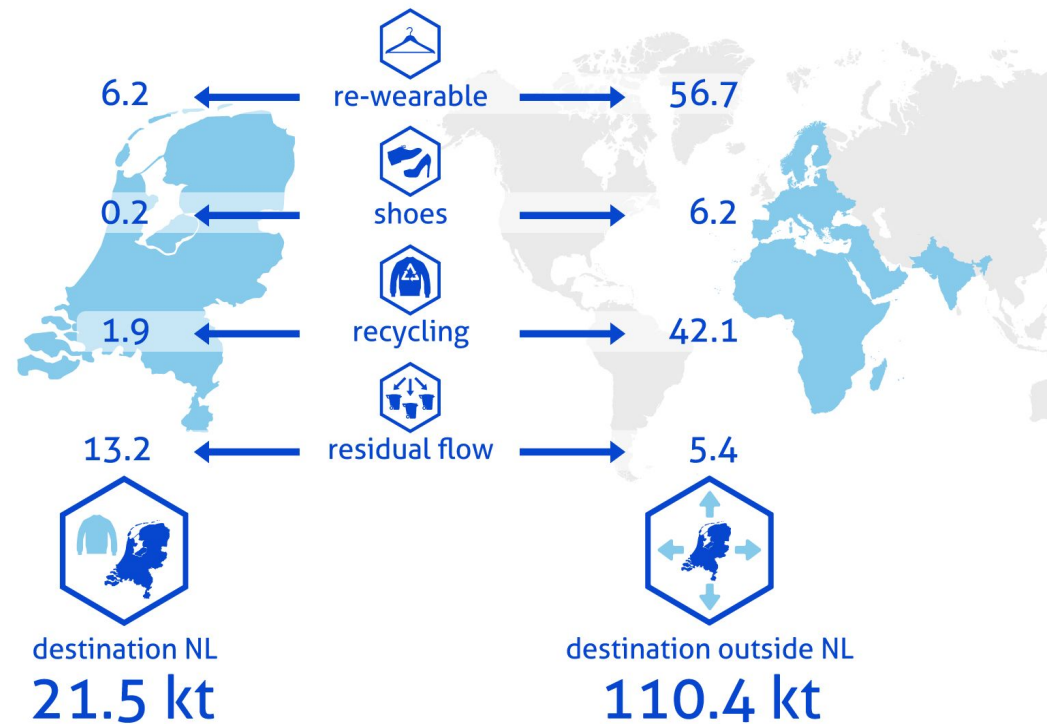 6.2 re-wearable 56.7
0.2 shoes 6.2
1.9 recycling 42.1
13.2 residual flow 5.4
destination NL
21.5 kt
destination outside NL
110.4 kt